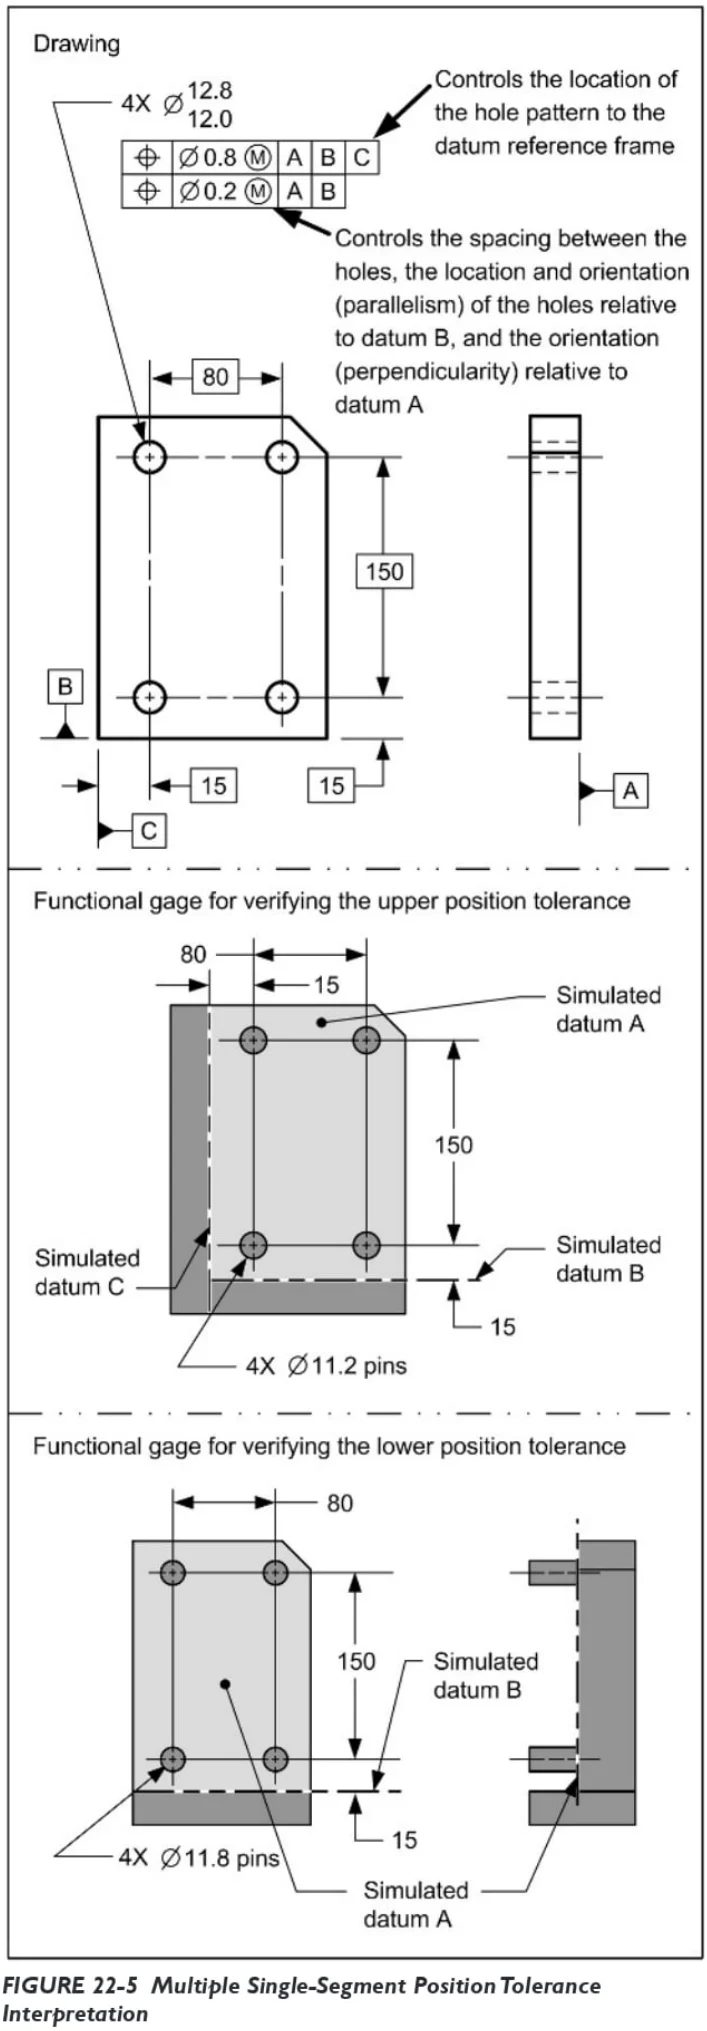 Drawing
4X ⌀ 12.8
12.0
Controls the location of
the hole pattern to the
datum reference frame
⌖ ⌀0.8 Ⓜ A B C
⌖ ⌀0.2 Ⓜ A B
Controls the spacing between the
holes, the location and orientation
(parallelism) of the holes relative
to datum B, and the orientation
(perpendicularity) relative to
datum A
80
150
B
15
15
A
C
Functional gage for verifying the upper position tolerance
80
15
Simulated
datum A
150
Simulated
datum C
Simulated
datum B
15
4X ⌀11.2 pins
Functional gage for verifying the lower position tolerance
80
150
Simulated
datum B
15
4X ⌀11.8 pins
Simulated
datum A
FIGURE 22-5 Multiple Single-Segment Position Tolerance
Interpretation